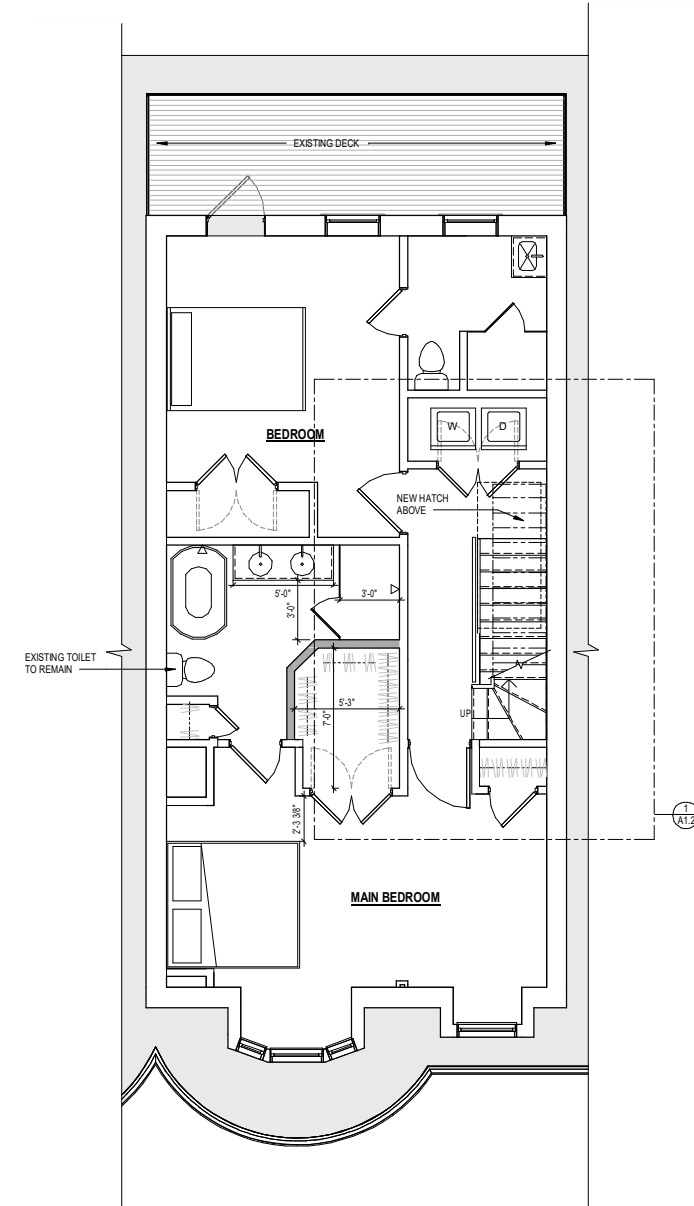 EXISTING DECK
BEDROOM
W
D
NEW HATCH
ABOVE
5'-0"
3'-0"
3'-0"
EXISTING TOILET
TO REMAIN
5'-3"
7'-0"
UP
2'-3 3/8"
1
A1.2
MAIN BEDROOM